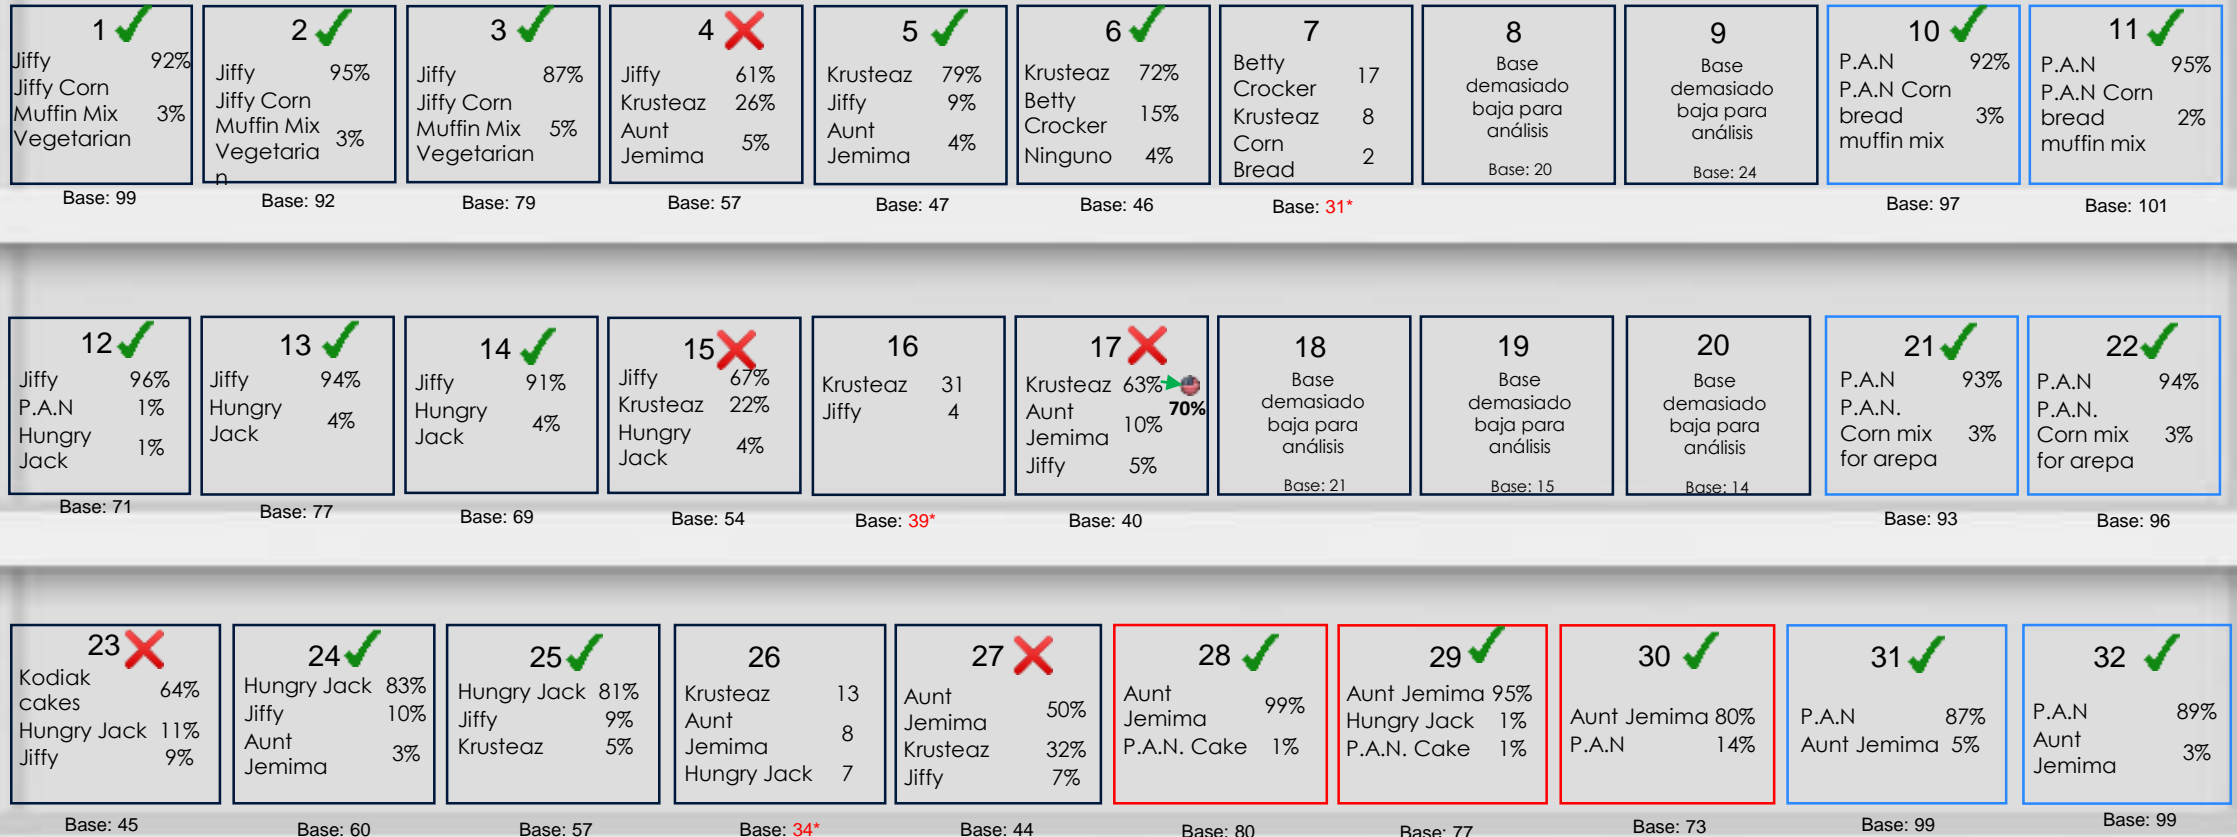 1
Jiffy 92%
Jiffy Corn
Muffin Mix 3%
Vegetarian
Base: 99
2
Jiffy 95%
Jiffy Corn
Muffin Mix 3%
Vegetaria
n
Base: 92
3
Jiffy 87%
Jiffy Corn
Muffin Mix 5%
Vegetarian
Base: 79
4
Jiffy 61%
Krusteaz 26%
Aunt
Jemima 5%
Base: 57
5
Krusteaz 79%
Jiffy 9%
Aunt
Jemima 4%
Base: 47
6
Krusteaz 72%
Betty
Crocker 15%
Ninguno 4%
Base: 46
7
Betty
Crocker 17
Krusteaz 8
Corn
Bread 2
Base: 31*
8
Base
demasiado
baja para
análisis
Base: 20
9
Base
demasiado
baja para
análisis
Base: 24
10
P.A.N 92%
P.A.N Corn
bread 3%
muffin mix
Base: 97
11
P.A.N 95%
P.A.N Corn
bread 2%
muffin mix
Base: 101
12
Jiffy 96%
P.A.N 1%
Hungry
Jack 1%
Base: 71
13
Jiffy 94%
Hungry
Jack 4%
Base: 77
14
Jiffy 91%
Hungry
Jack 4%
Base: 69
15
Jiffy 67%
Krusteaz 22%
Hungry
Jack 4%
Base: 54
16
Krusteaz 31
Jiffy 4
Base: 39*
17
Krusteaz 63%
70%
Aunt
Jemima 10%
Jiffy 5%
Base: 40
18
Base
demasiado
baja para
análisis
Base: 21
19
Base
demasiado
baja para
análisis
Base: 15
20
Base
demasiado
baja para
análisis
Base: 14
21
P.A.N 93%
P.A.N.
Corn mix 3%
for arepa
Base: 93
22
P.A.N 94%
P.A.N.
Corn mix 3%
for arepa
Base: 96
23
Kodiak
cakes 64%
Hungry Jack 11%
Jiffy 9%
Base: 45
24
Hungry Jack 83%
Jiffy 10%
Aunt
Jemima 3%
Base: 60
25
Hungry Jack 81%
Jiffy 9%
Krusteaz 5%
Base: 57
26
Krusteaz 13
Aunt
Jemima 8
Hungry Jack 7
Base: 34*
27
Aunt
Jemima 50%
Krusteaz 32%
Jiffy 7%
Base: 44
28
Aunt
Jemima 99%
P.A.N. Cake 1%
Base: 80
29
Aunt Jemima 95%
Hungry Jack 1%
P.A.N. Cake 1%
Base: 77
30
Aunt Jemima 80%
P.A.N 14%
Base: 73
31
P.A.N 87%
Aunt Jemima 5%
Base: 99
32
P.A.N 89%
Aunt
Jemima 3%
Base: 99